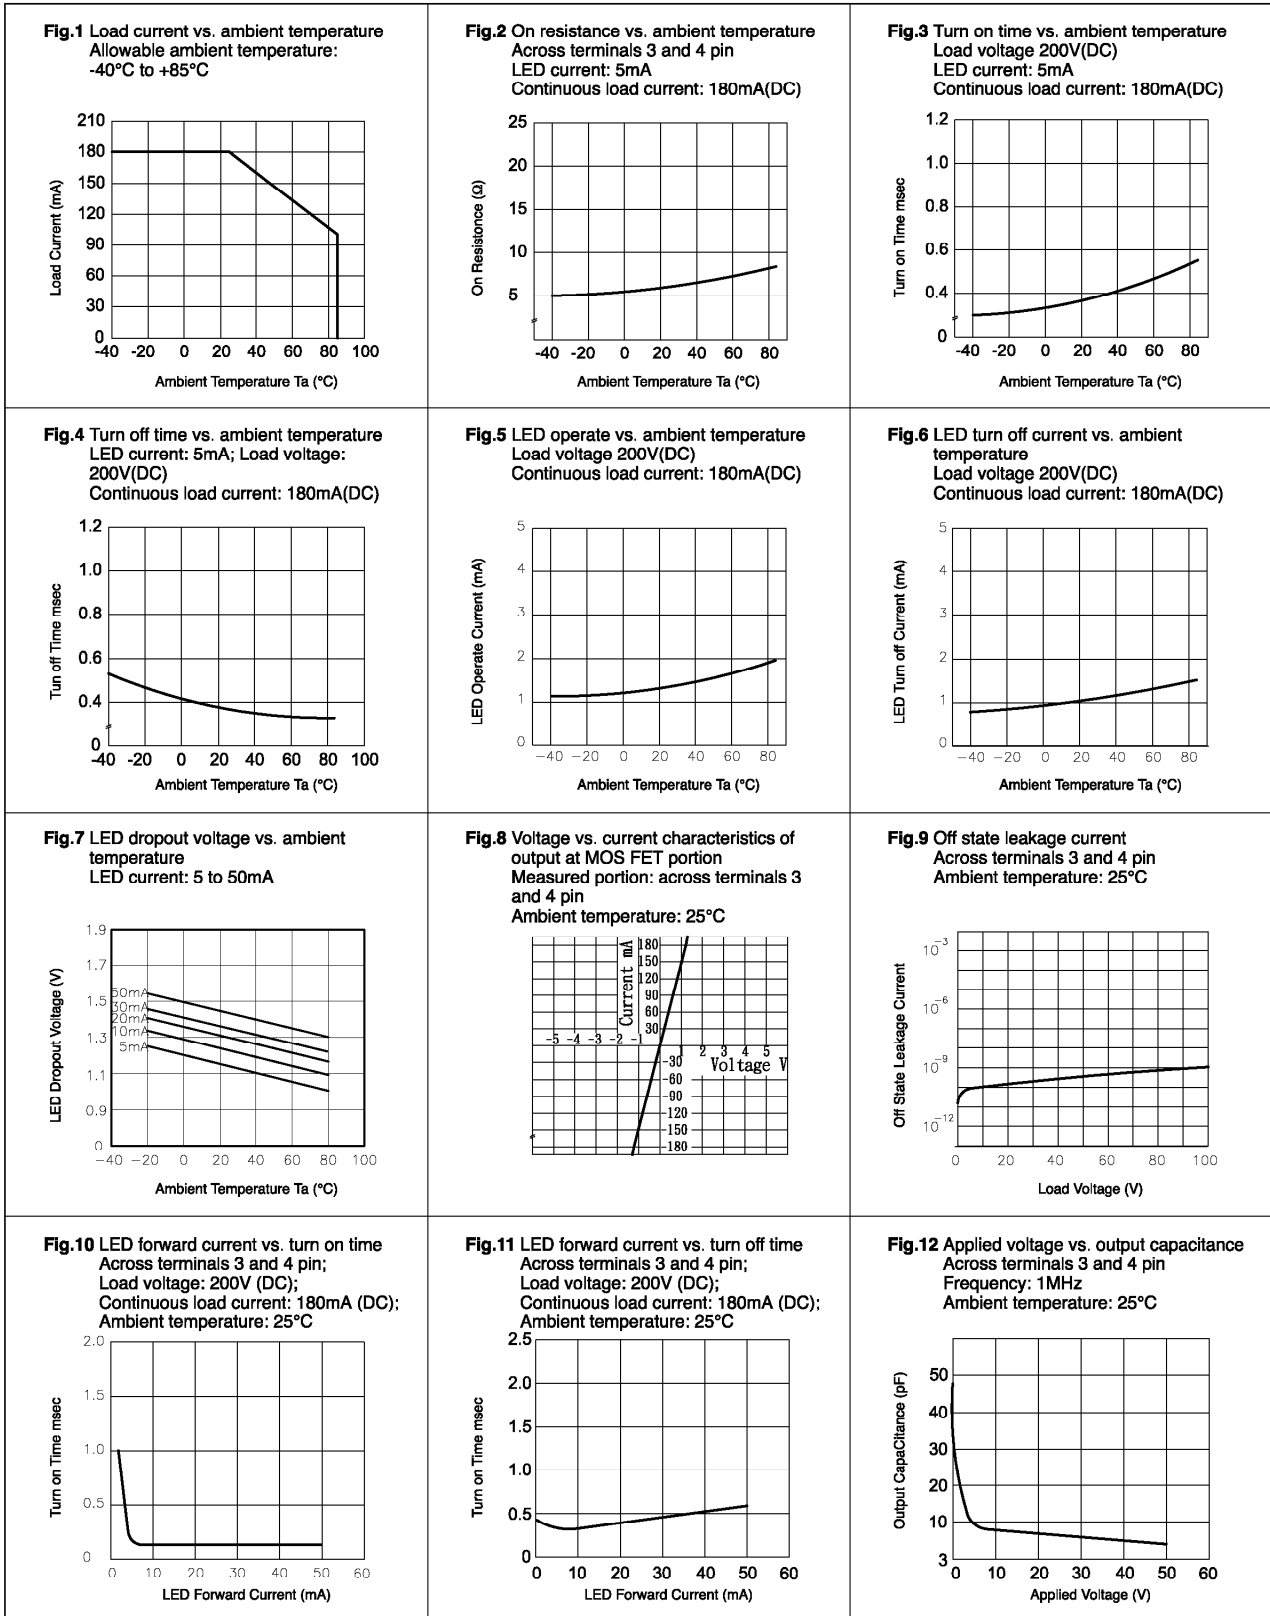 Fig.1 Load current vs. ambient temperature
Allowable ambient temperature:
-40°C to +85°C
210
180
150
120
90
60
30
0
-40 -20 0 20 40 60 80 100
Load Current (mA)
Ambient Temperature Ta (°C)
Fig.2 On resistance vs. ambient temperature
Across terminals 3 and 4 pin
LED current: 5mA
Continuous load current: 180mA(DC)
25
20
15
10
5
-40 -20 0 20 40 60 80
On Resistonce (Ω)
Ambient Temperature Ta (°C)
Fig.3 Turn on time vs. ambient temperature
Load voltage 200V(DC)
LED current: 5mA
Continuous load current: 180mA(DC)
1.2
1.0
0.8
0.6
0.4
0
-40 -20 0 20 40 60 80
Turn on Time msec
Ambient Temperature Ta (°C)
Fig.4 Turn off time vs. ambient temperature
LED current: 5mA; Load voltage:
200V(DC)
Continuous load current: 180mA(DC)
1.2
1.0
0.8
0.6
0.4
0
-40 -20 0 20 40 60 80 100
Tun off Time msec
Ambient Temperature Ta (°C)
Fig.5 LED operate vs. ambient temperature
Load voltage 200V(DC)
Continuous load current: 180mA(DC)
5
4
3
2
1
0
-40 -20 0 20 40 60 80
LED Operate Current (mA)
Ambient Temperature Ta (°C)
Fig.6 LED turn off current vs. ambient
temperature
Load voltage 200V(DC)
Continuous load current: 180mA(DC)
5
4
3
2
1
0
-40 -20 0 20 40 60 80
LED Turn off Current (mA)
Ambient Temperature Ta (°C)
Fig.7 LED dropout voltage vs. ambient
temperature
LED current: 5 to 50mA
1.9
1.7
1.5
1.3
1.1
0.9
0
50mA
30mA
20mA
10mA
5mA
-40 -20 0 20 40 60 80 100
LED Dropout Voltage (V)
Ambient Temperature Ta (°C)
Fig.8 Voltage vs. current characteristics of
output at MOS FET portion
Measured portion: across terminals 3
and 4 pin
Ambient temperature: 25°C
Current mA
180
150
120
90
60
30
-5 -4 -3 -2 -1 1 2 3 4 5
Voltage V
-30
-60
-90
-120
-150
-180
Fig.9 Off state leakage current
Across terminals 3 and 4 pin
Ambient temperature: 25°C
10-3
10-6
10-9
10-12
0 20 40 60 80 100
Off State Leakage Current
Load Voltage (V)
Fig.10 LED forward current vs. turn on time
Across terminals 3 and 4 pin;
Load voltage: 200V (DC);
Continuous load current: 180mA (DC);
Ambient temperature: 25°C
2.0
1.5
1.0
0.5
0
0 10 20 30 40 50 60
Turn on Time msec
LED Forward Current (mA)
Fig.11 LED forward current vs. turn off time
Across terminals 3 and 4 pin;
Load voltage: 200V (DC);
Continuous load current: 180mA (DC);
Ambient temperature: 25°C
2.5
2.0
1.5
1.0
0.5
0
0 10 20 30 40 50 60
Turn on Time msec
LED Forward Current (mA)
Fig.12 Applied voltage vs. output capacitance
Across terminals 3 and 4 pin
Frequency: 1MHz
Ambient temperature: 25°C
50
40
30
20
10
3
0 10 20 30 40 50 60
Output CapaCitance (pF)
Applied Voltage (V)